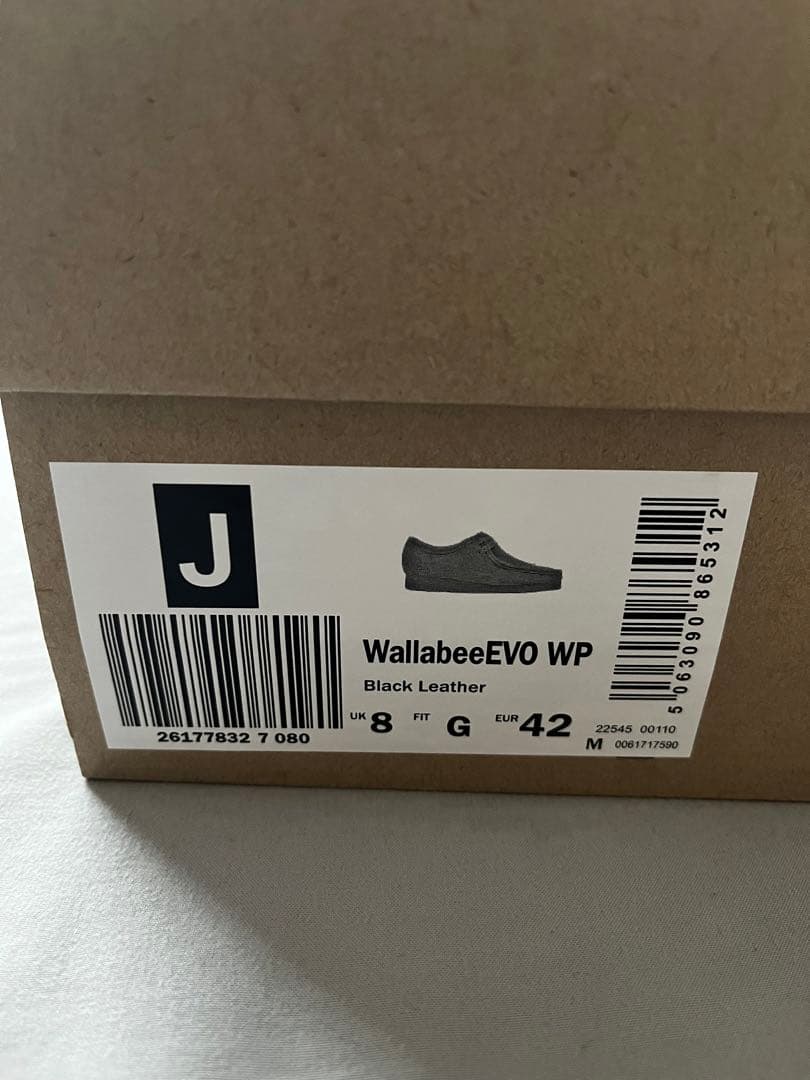 J
26177832 7 080
WallabeeEVO WP
Black Leather
UK 8 FIT G EUR 42
22545 00110
M 0061717590
5 063090 865312